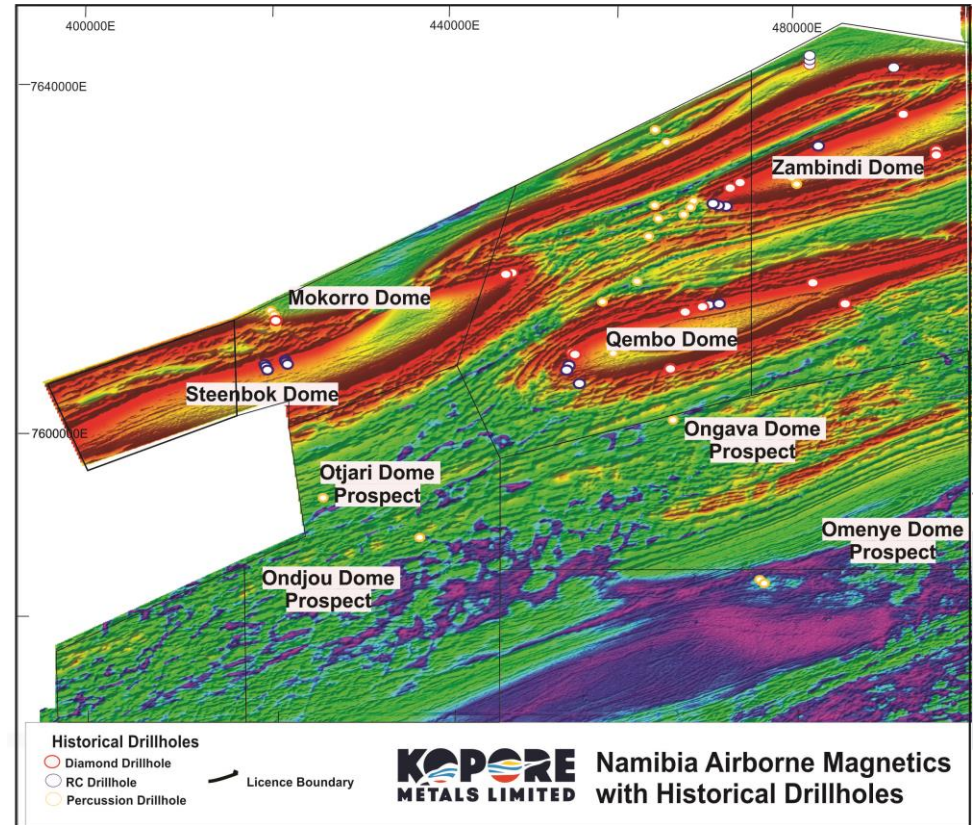 400000E
440000E
480000E
7640000E
Zambindi Dome
Mokorro Dome
Qembo Dome
Steenbok Dome
7600000E
Ongava Dome
Prospect
Otjari Dome
Prospect
Omenye Dome
Prospect
Ondjou Dome
Prospect
Historical Drillholes
Diamond Drillhole
RC Drillhole
Percussion Drillhole
Licence Boundary
KOPORE
METALS LIMITED
Namibia Airborne Magnetics
with Historical Drillholes